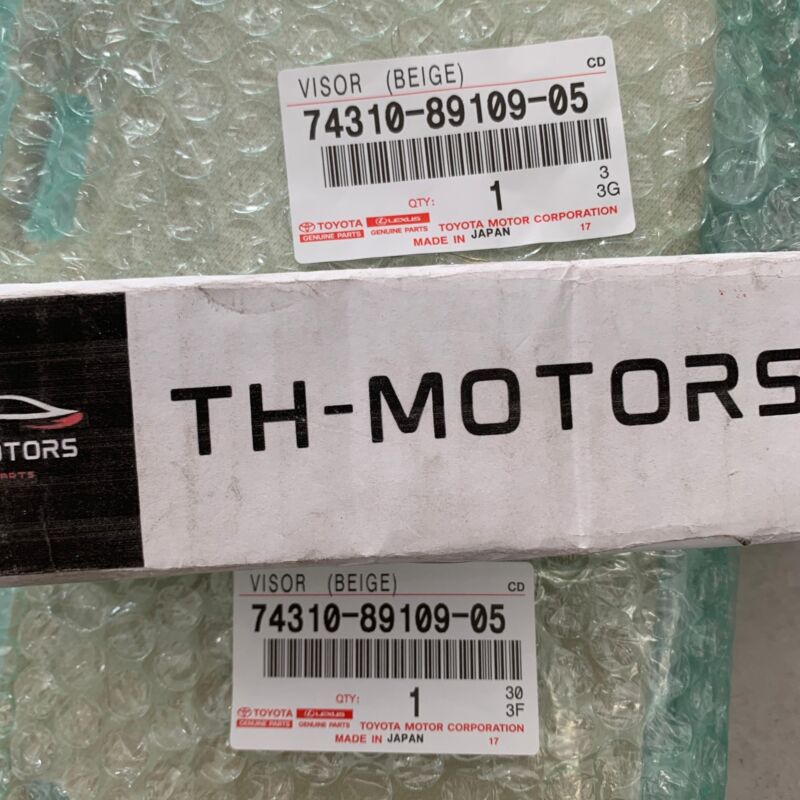 VISOR (BEIGE) CD
74310-89109-05
QTY: 1 3
3G
TOYOTA LEXUS TOYOTA MOTOR CORPORATION
GENUINE PARTS GENUINE PARTS MADE IN JAPAN 17
TH-MOTORS
OTORS
VISOR (BEIGE) CD
74310-89109-05
QTY: 1 30
3F
TOYOTA LEXUS TOYOTA MOTOR CORPORATION
GENUINE PARTS GENUINE PARTS MADE IN JAPAN 17